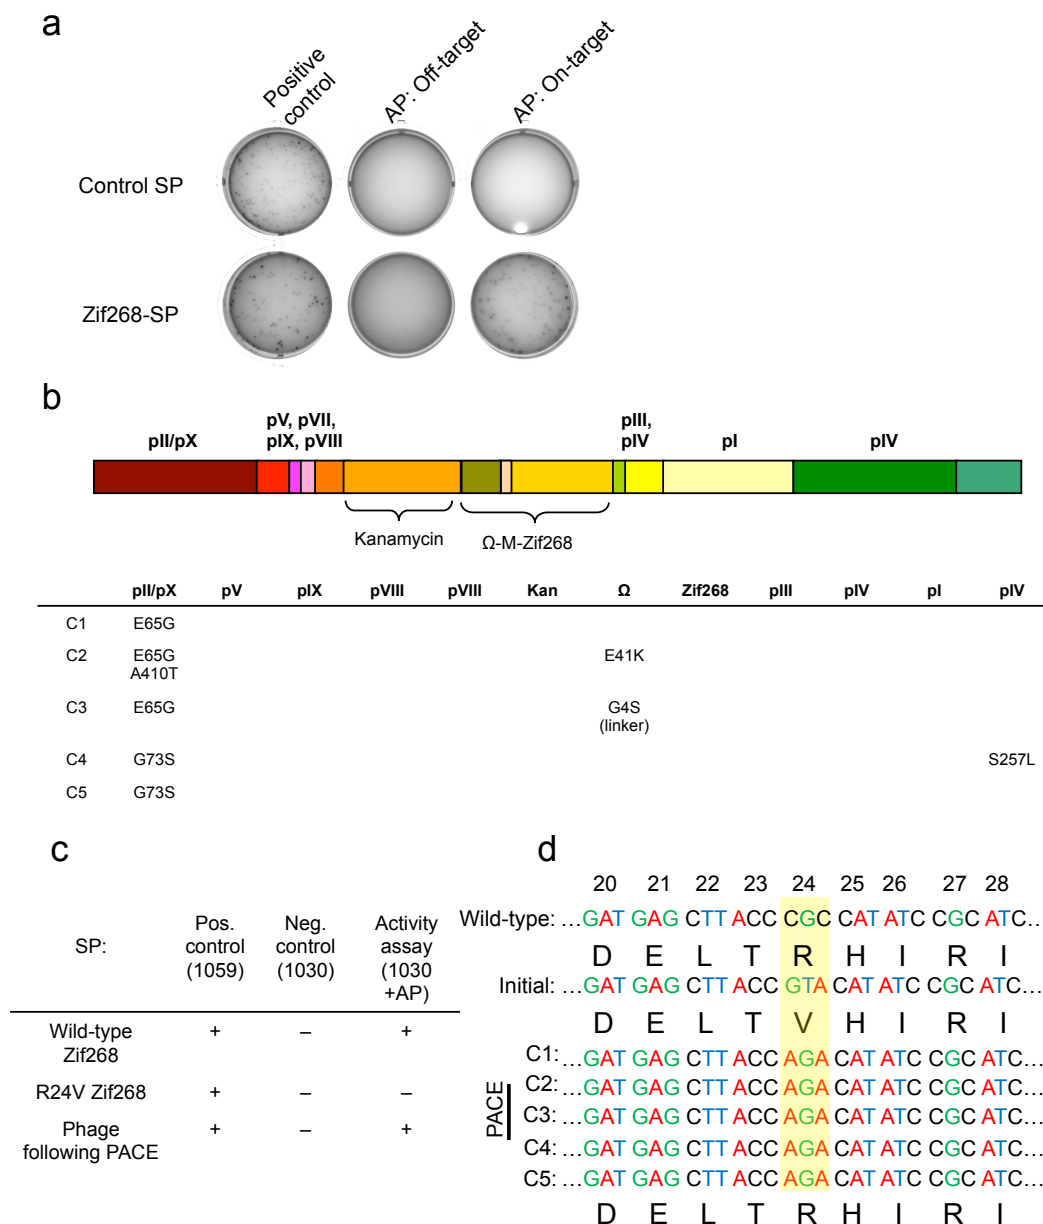 a
Positive
control
AP: Off-target
AP: On-target
Control SP
Zif268-SP
b
pII/pX
pV, pVII,
pIX, pVIII
pIII,
pIV
pI
pIV
Kanamycin
Ω-M-Zif268
pII/pX pV pIX pVIII pVIII Kan Ω Zif268 pIII pIV pI pIV
C1 E65G
C2 E65G E41K
A410T
C3 E65G G4S
(linker)
C4 G73S S257L
C5 G73S
c
SP:
Pos.
control
(1059)
Neg.
control
(1030)
Activity
assay
(1030
+AP)
Wild-type
Zif268
+ – +
R24V Zif268 + – –
Phage
following PACE
+ – +
d
20 21 22 23 24 25 26 27 28
Wild-type: …GAT GAG CTT ACC CGC CAT ATC CGC ATC…
D E L T R H I R I
Initial: …GAT GAG CTT ACC GTA CAT ATC CGC ATC…
D E L T V H I R I
PACE
C1: …GAT GAG CTT ACC AGA CAT ATC CGC ATC…
C2: …GAT GAG CTT ACC AGA CAT ATC CGC ATC…
C3: …GAT GAG CTT ACC AGA CAT ATC CGC ATC…
C4: …GAT GAG CTT ACC AGA CAT ATC CGC ATC…
C5: …GAT GAG CTT ACC AGA CAT ATC CGC ATC…
D E L T R H I R I